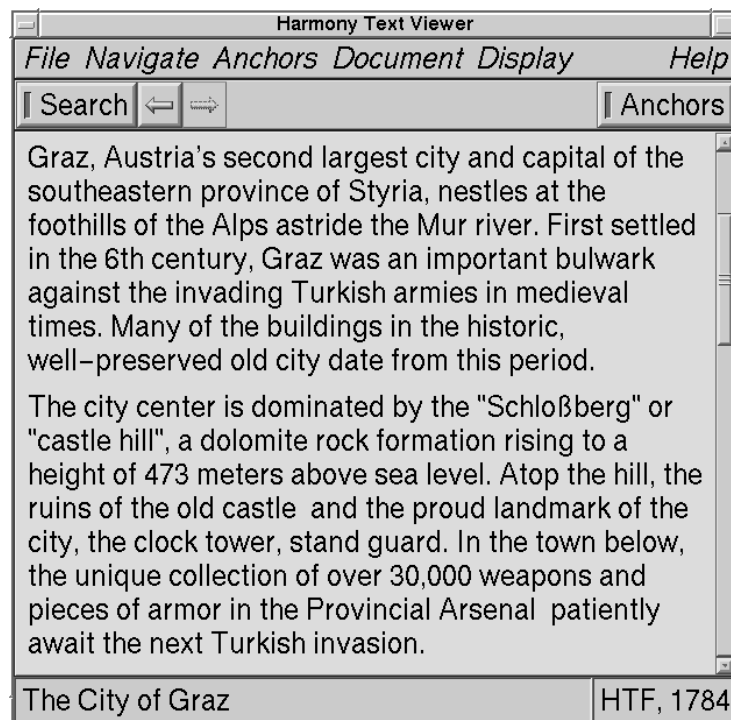 Harmony Text Viewer
File Navigate Anchors Document Display Help
Search Anchors
Graz, Austria's second largest city and capital of the
southeastern province of Styria, nestles at the
foothills of the Alps astride the Mur river. First settled
in the 6th century, Graz was an important bulwark
against the invading Turkish armies in medieval
times. Many of the buildings in the historic,
well-preserved old city date from this period.
The city center is dominated by the "Schloßberg" or
"castle hill", a dolomite rock formation rising to a
height of 473 meters above sea level. Atop the hill, the
ruins of the old castle  and the proud landmark of the
city, the clock tower, stand guard. In the town below,
the unique collection of over 30,000 weapons and
pieces of armor in the Provincial Arsenal  patiently
await the next Turkish invasion.
The City of Graz HTF, 1784